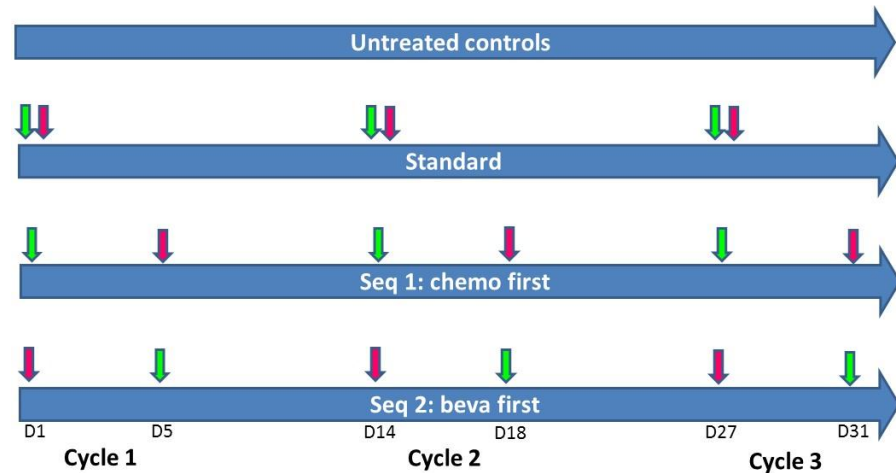 Untreated controls
Standard
Seq 1: chemo first
Seq 2: beva first
D1 D5 D14 D18 D27 D31
Cycle 1 Cycle 2 Cycle 3